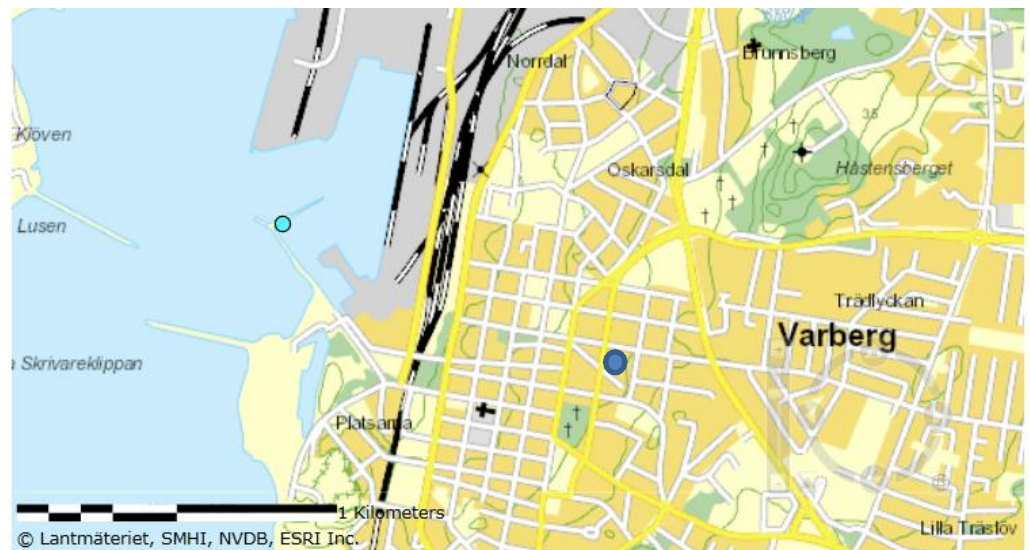 Norrdal
Brunnsberg
Klöven
35
Oskarsdal
Håstensberget
Lusen
Trädlyckan
Varberg
Skrivareklippan
Platsarna
1 Kilometers
Lilla Träslöv
© Lantmäteriet, SMHI, NVDB, ESRI Inc.